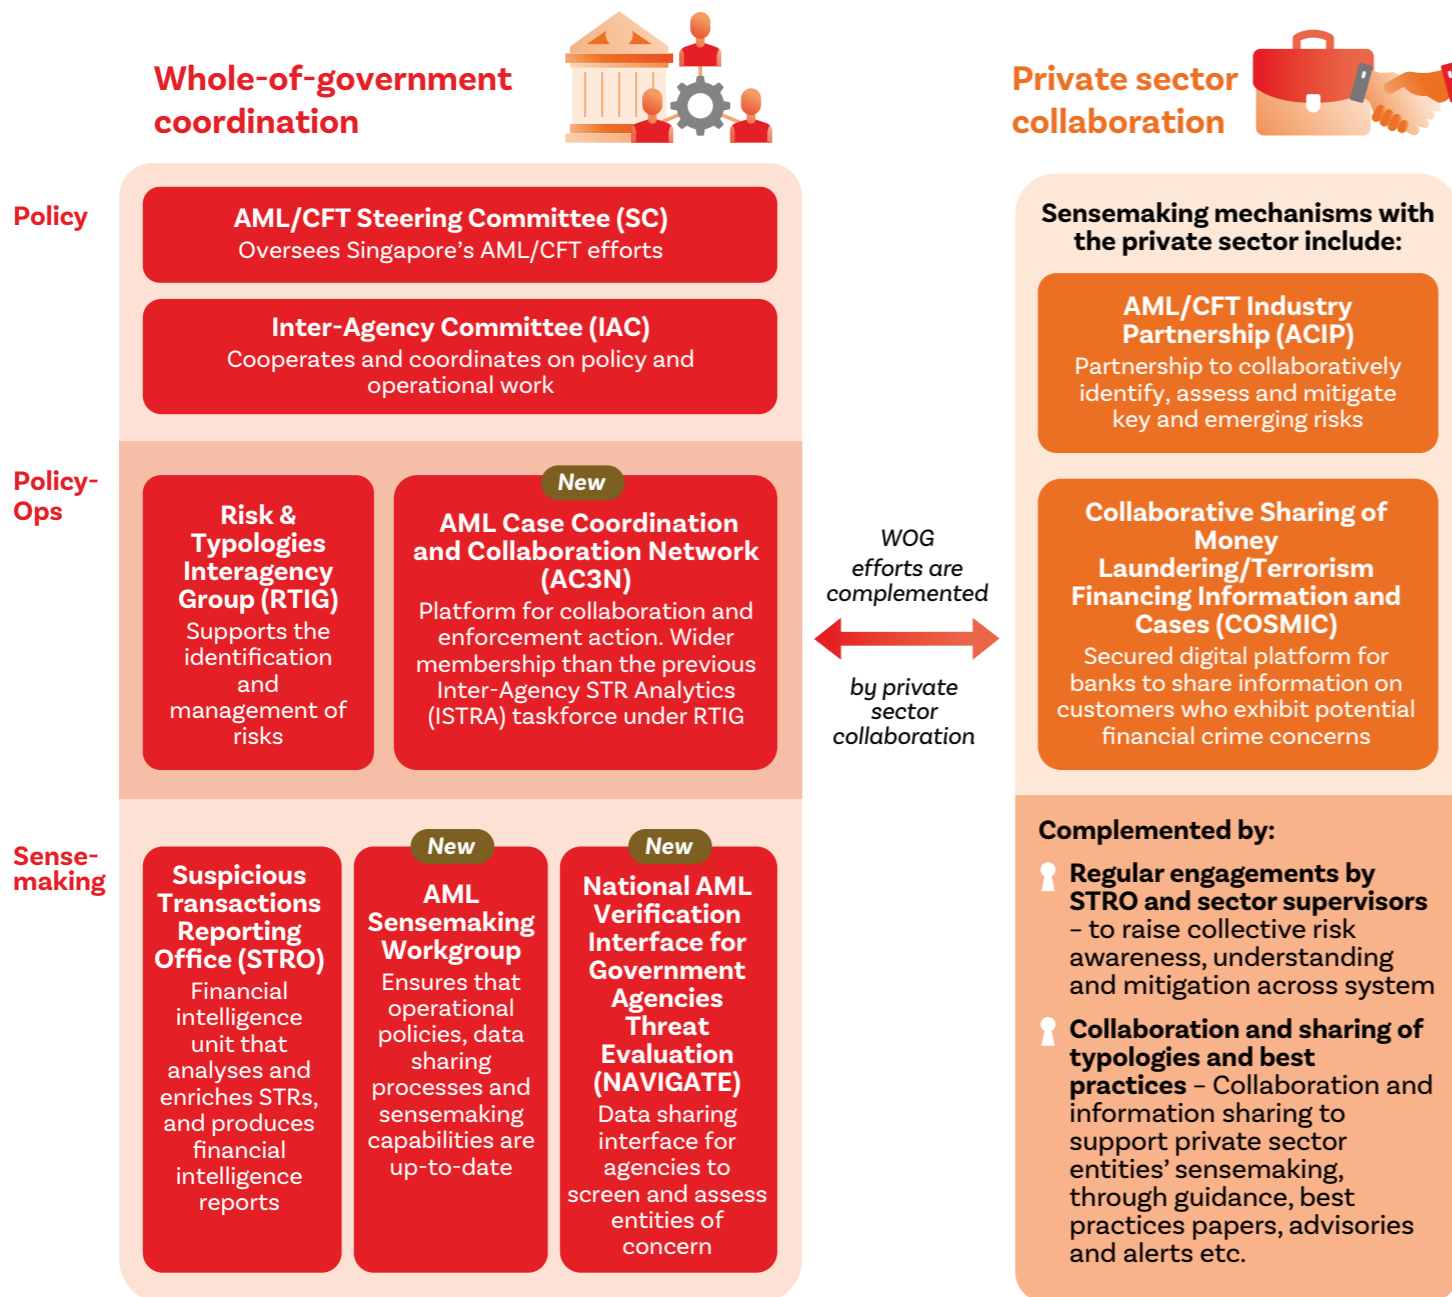 Whole-of-government
coordination
Private sector
collaboration
Policy
AML/CFT Steering Committee (SC)
Oversees Singapore's AML/CFT efforts
Inter-Agency Committee (IAC)
Cooperates and coordinates on policy and
operational work
Policy-
Ops
Risk &
Typologies
Interagency
Group (RTIG)
Supports the
identification
and
management of
risks
New
AML Case Coordination
and Collaboration Network
(AC3N)
Platform for collaboration and
enforcement action. Wider
membership than the previous
Inter-Agency STR Analytics
(ISTRA) taskforce under RTIG
Sense-
making
Suspicious
Transactions
Reporting
Office (STRO)
Financial
intelligence
unit that
analyses and
enriches STRs,
and produces
financial
intelligence
reports
New
AML
Sensemaking
Workgroup
Ensures that
operational
policies, data
sharing
processes and
sensemaking
capabilities are
up-to-date
New
National AML
Verification
Interface for
Government
Agencies
Threat
Evaluation
(NAVIGATE)
Data sharing
interface for
agencies to
screen and assess
entities of
concern
WOG
efforts are
complemented
by private
sector
collaboration
Sensemaking mechanisms with
the private sector include:
AML/CFT Industry
Partnership (ACIP)
Partnership to collaboratively
identify, assess and mitigate
key and emerging risks
Collaborative Sharing of
Money
Laundering/Terrorism
Financing Information and
Cases (COSMIC)
Secured digital platform for
banks to share information on
customers who exhibit potential
financial crime concerns
Complemented by:
Regular engagements by
STRO and sector supervisors
– to raise collective risk
awareness, understanding
and mitigation across system
Collaboration and sharing of
typologies and best
practices – Collaboration and
information sharing to
support private sector
entities' sensemaking,
through guidance, best
practices papers, advisories
and alerts etc.